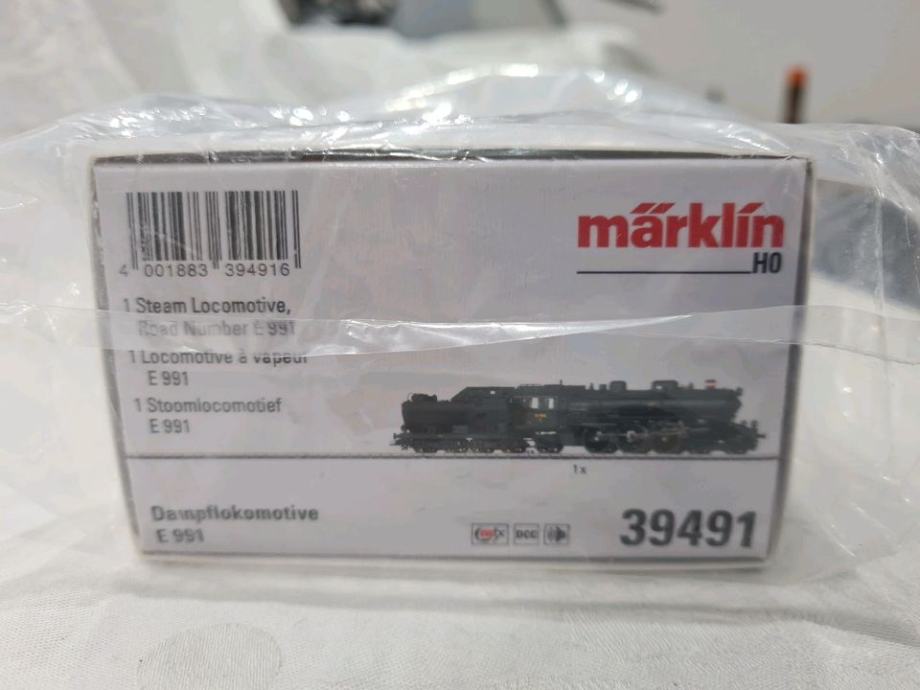 märklin
H0
4 001883 394916
1 Steam Locomotive,
Road Number E 991
1 Locomotive à vapeur
E 991
1 Stoomlocomotief
E 991
1x
Dampflokomotive
E 991
mfx DCC
39491